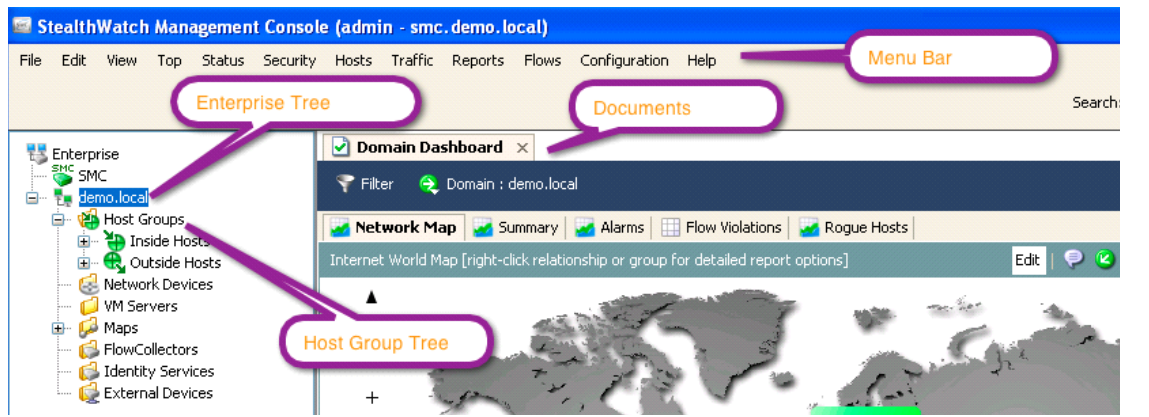 StealthWatch Management Console (admin - smc.demo.local)
File Edit View Top Status Security Hosts Traffic Reports Flows Configuration Help
Menu Bar
Enterprise Tree
Documents
Search:
Enterprise
SMC SMC
demo.local
Host Groups
Inside Hosts
Outside Hosts
Network Devices
VM Servers
Maps
FlowCollectors
Identity Services
External Devices
Host Group Tree
Domain Dashboard ×
Filter Domain : demo.local
Network Map Summary Alarms Flow Violations Rogue Hosts
Internet World Map [right-click relationship or group for detailed report options] Edit
+